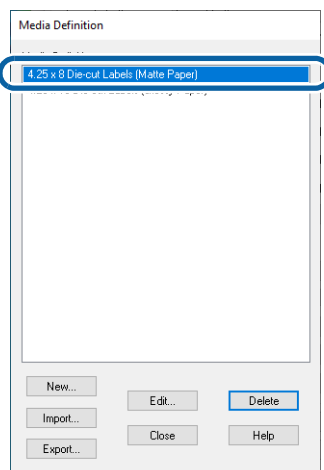 Media Definition
4.25 x 8 Die-cut Labels (Matte Paper)
New...
Edit...
Delete
Import...
Close
Help
Export...